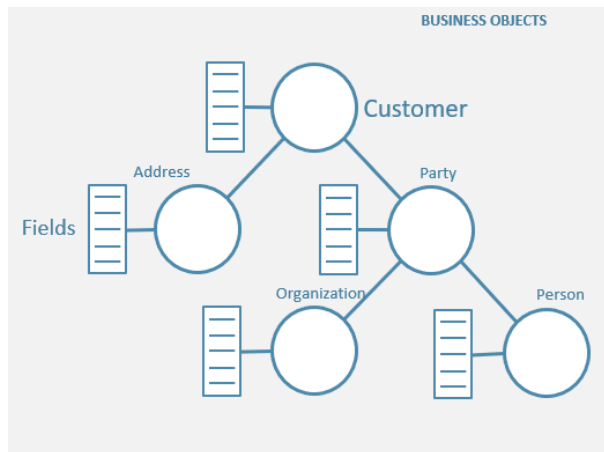 BUSINESS OBJECTS
Customer
Address
Party
Fields
Organization
Person